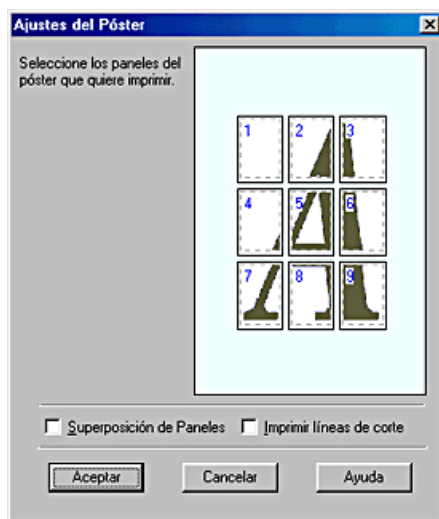 Ajustes del Póster
Seleccione los paneles del
póster que quiere imprimir.
1 2 3
4 5 6
7 8 9
Superposición de Paneles Imprimir líneas de corte
Aceptar Cancelar Ayuda